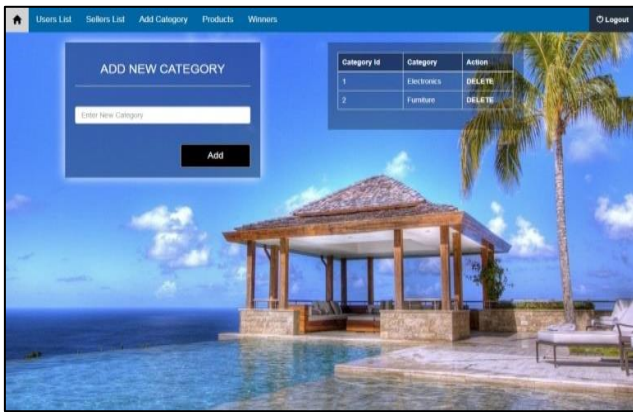 Users List Sellers List Add Category Products Winners Logout
ADD NEW CATEGORY
Enter New Category
Add
Category Id Category Action
1 Electronics DELETE
2 Furniture DELETE